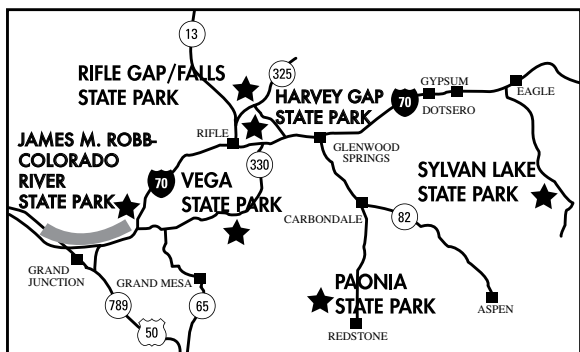 13
RIFLE GAP/FALLS
STATE PARK
325
HARVEY GAP
STATE PARK
70
GYPSUM
DOTSERO
EAGLE
JAMES M. ROBB-
COLORADO
RIVER
STATE PARK
RIFLE
GLENWOOD
SPRINGS
330
70
VEGA
STATE PARK
SYLVAN LAKE
STATE PARK
CARBONDALE
82
GRAND
JUNCTION
GRAND MESA
789
65
50
PAONIA
STATE PARK
REDSTONE
ASPEN